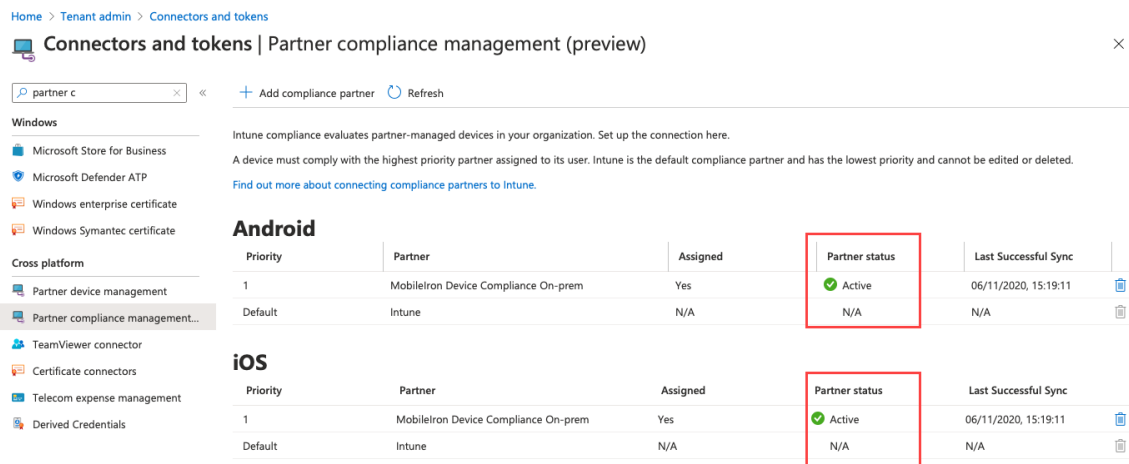 Home > Tenant admin > Connectors and tokens
Connectors and tokens | Partner compliance management (preview)
partner c
Windows
Microsoft Store for Business
Microsoft Defender ATP
Windows enterprise certificate
Windows Symantec certificate
Cross platform
Partner device management
Partner compliance management...
TeamViewer connector
Certificate connectors
Telecom expense management
Derived Credentials
Add compliance partner Refresh
Intune compliance evaluates partner-managed devices in your organization. Set up the connection here.
A device must comply with the highest priority partner assigned to its user. Intune is the default compliance partner and has the lowest priority and cannot be edited or deleted.
Find out more about connecting compliance partners to Intune.
Android
Priority Partner Assigned Partner status Last Successful Sync
1 MobileIron Device Compliance On-prem Yes Active 06/11/2020, 15:19:11
Default Intune N/A N/A N/A
iOS
Priority Partner Assigned Partner status Last Successful Sync
1 MobileIron Device Compliance On-prem Yes Active 06/11/2020, 15:19:11
Default Intune N/A N/A N/A